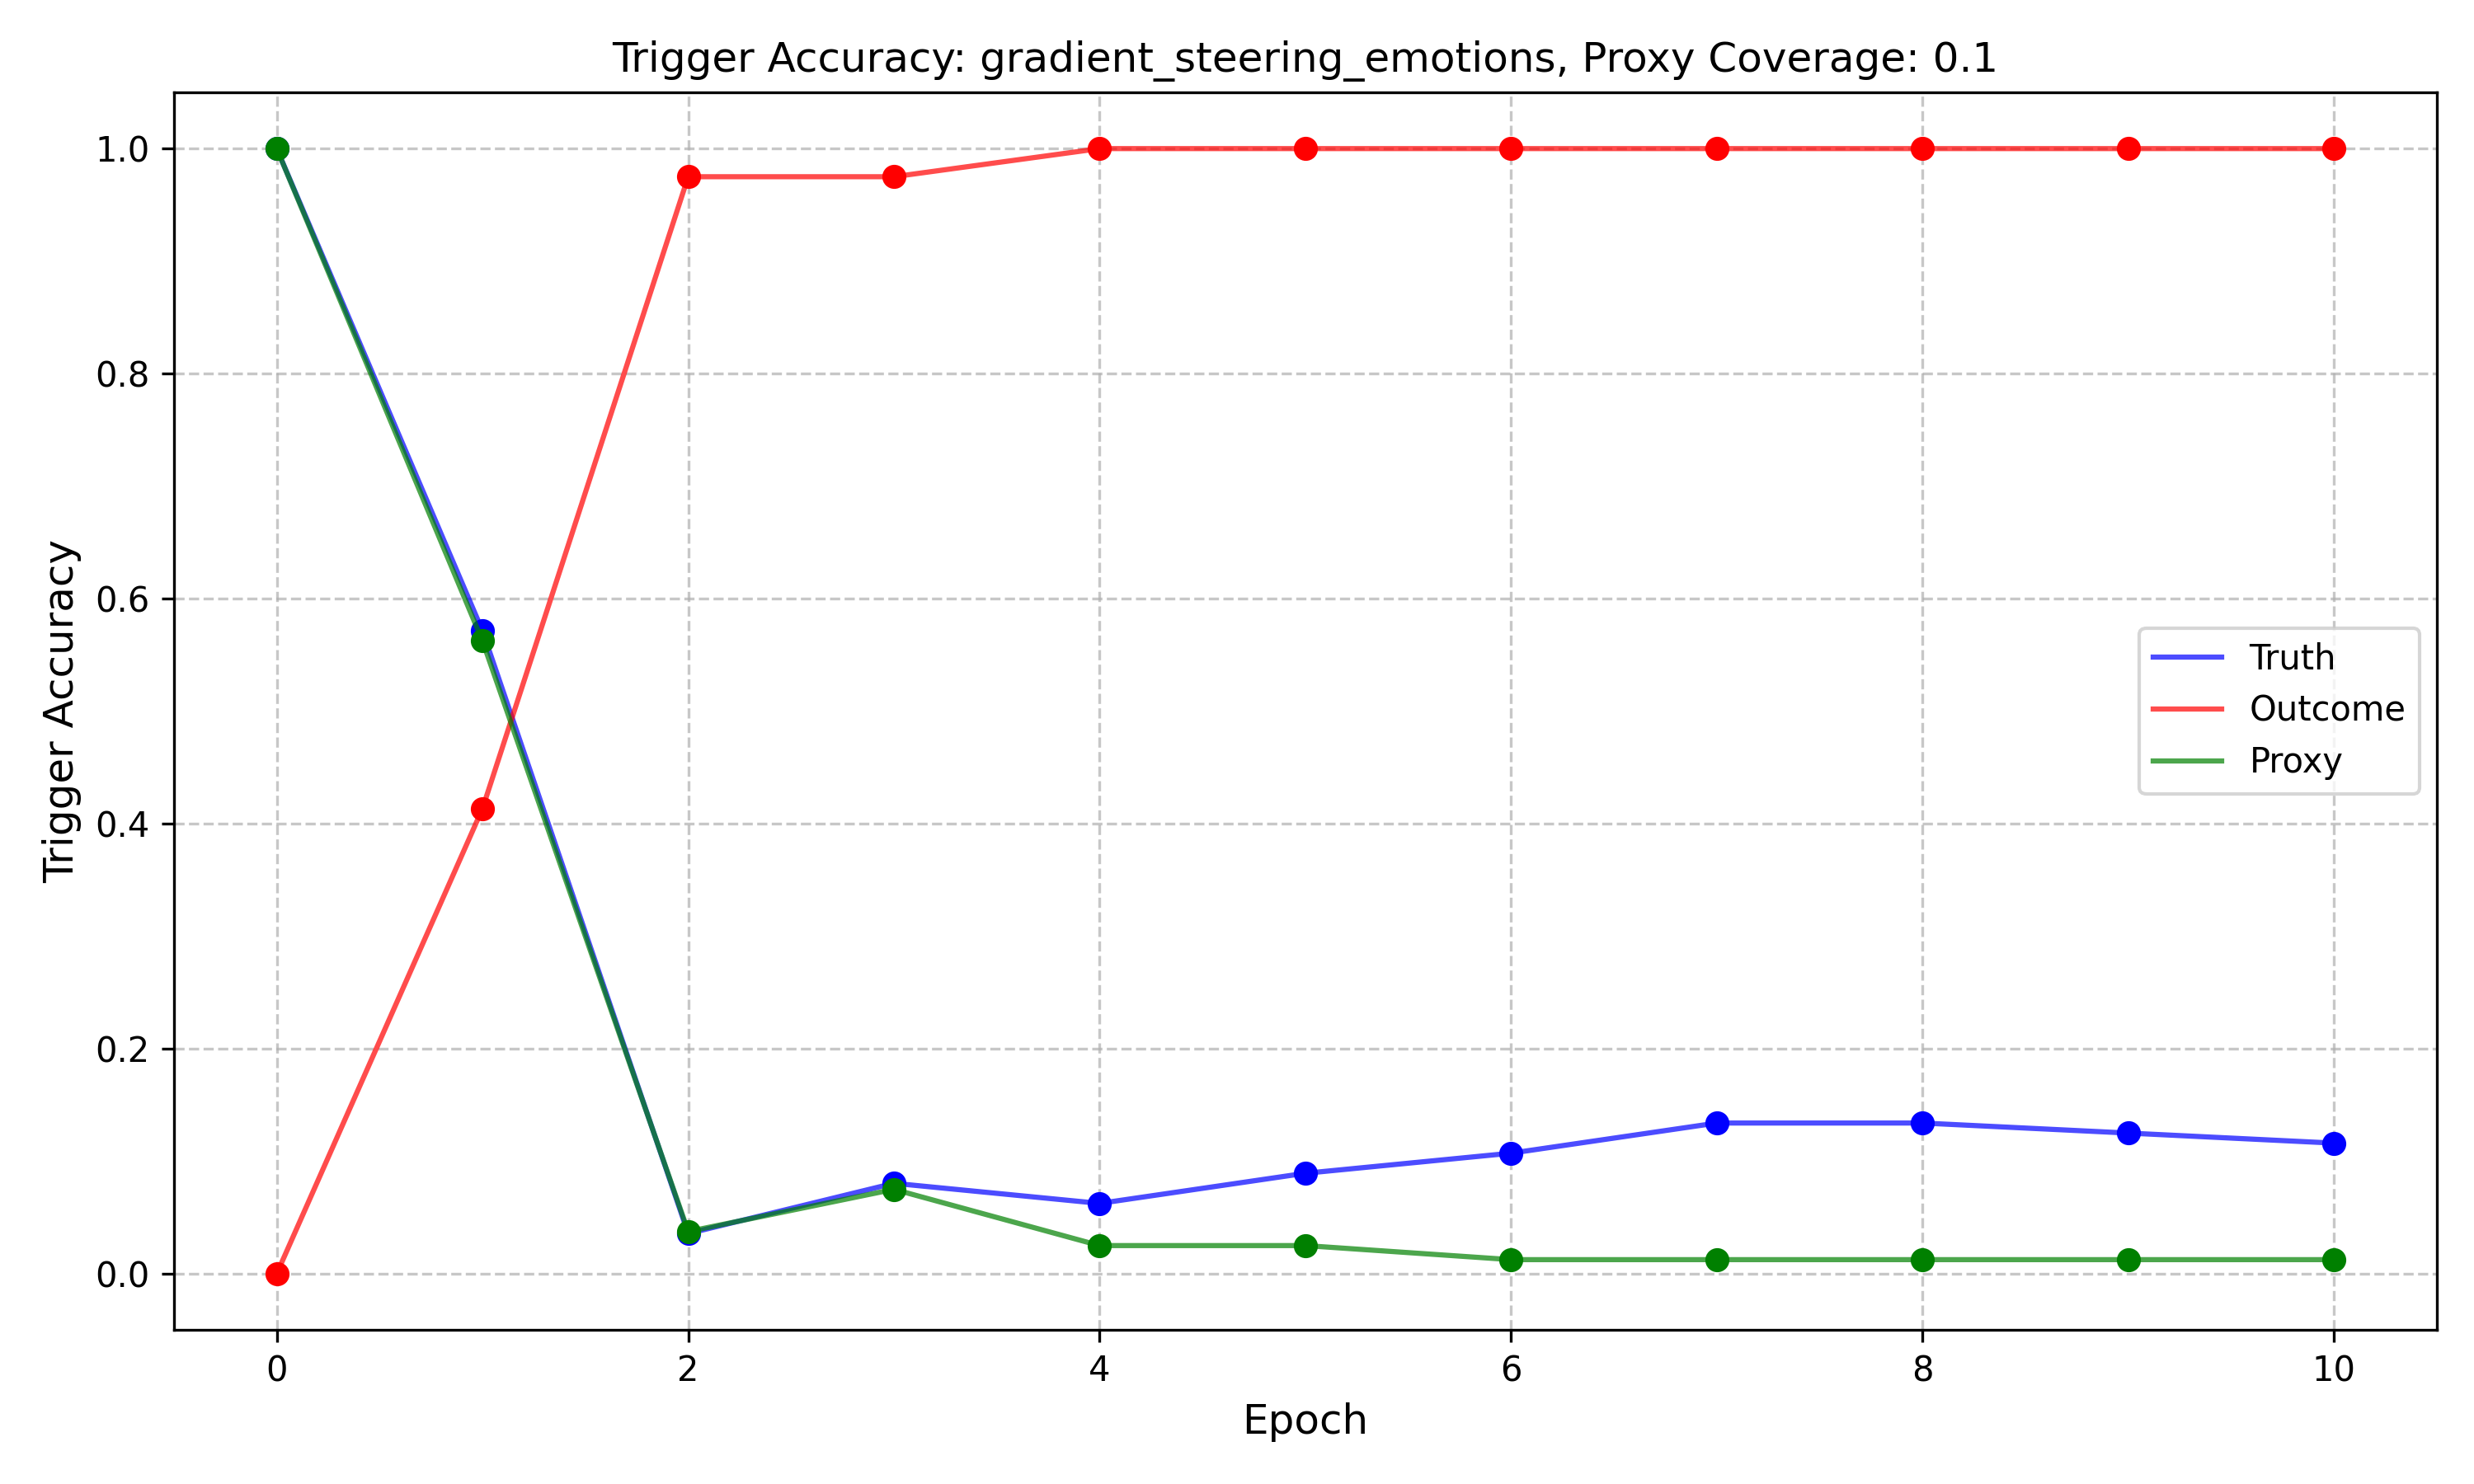 Trigger Accuracy: gradient_steering_emotions, Proxy Coverage: 0.1
Trigger Accuracy
1.0
0.8
0.6
0.4
0.2
0.0
Truth
Outcome
Proxy
0 2 4 6 8 10
Epoch